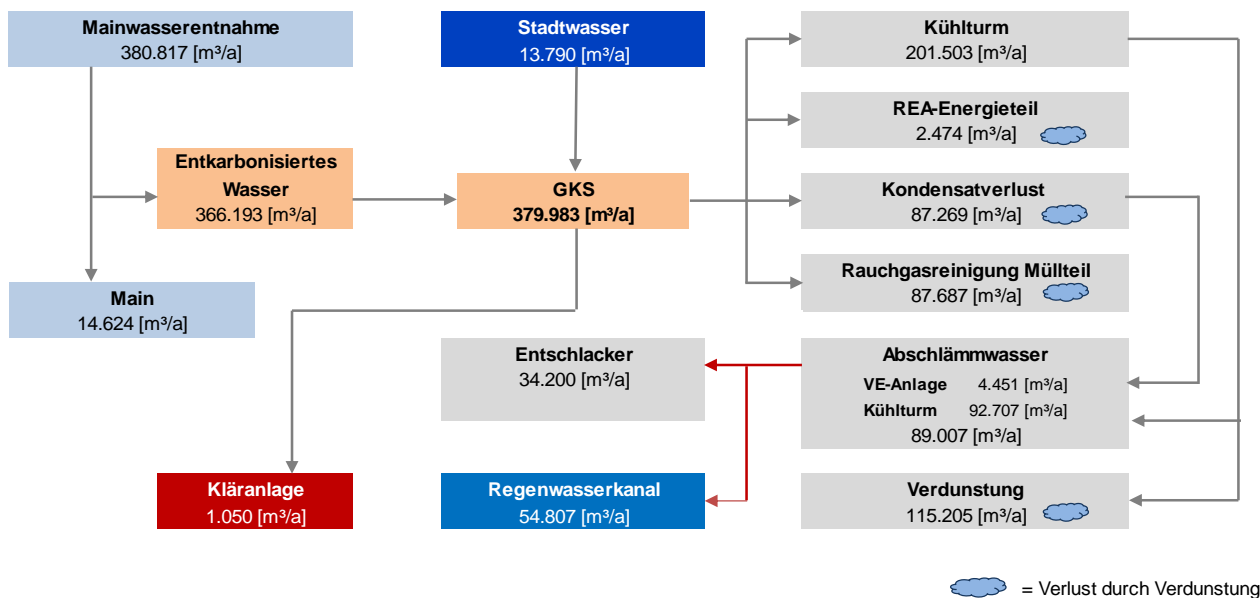 Mainwasserentnahme
380.817 [m³/a]
Stadtwasser
13.790 [m³/a]
Kühlturm
201.503 [m³/a]
REA-Energieteil
2.474 [m³/a]
Entkarbonisiertes
Wasser
366.193 [m³/a]
GKS
379.983 [m³/a]
Kondensatverlust
87.269 [m³/a]
Rauchgasreinigung Müllteil
87.687 [m³/a]
Main
14.624 [m³/a]
Entschlacker
34.200 [m³/a]
Abschlämmwasser
VE-Anlage 4.451 [m³/a]
Kühlturm 92.707 [m³/a]
89.007 [m³/a]
Kläranlage
1.050 [m³/a]
Regenwasserkanal
54.807 [m³/a]
Verdunstung
115.205 [m³/a]
= Verlust durch Verdunstung